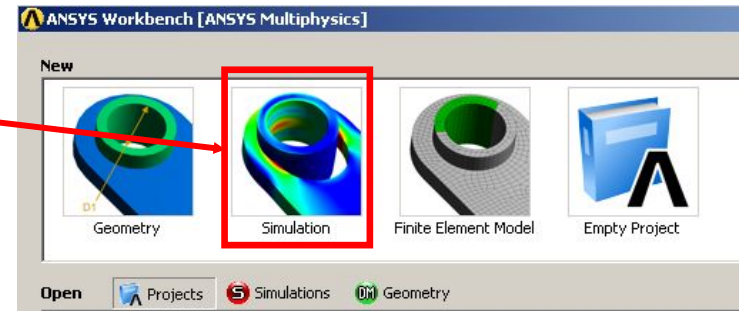 ANSYS Workbench [ANSYS Multiphysics]
New
D1
Geometry Simulation Finite Element Model Empty Project
Open Projects S Simulations DM Geometry